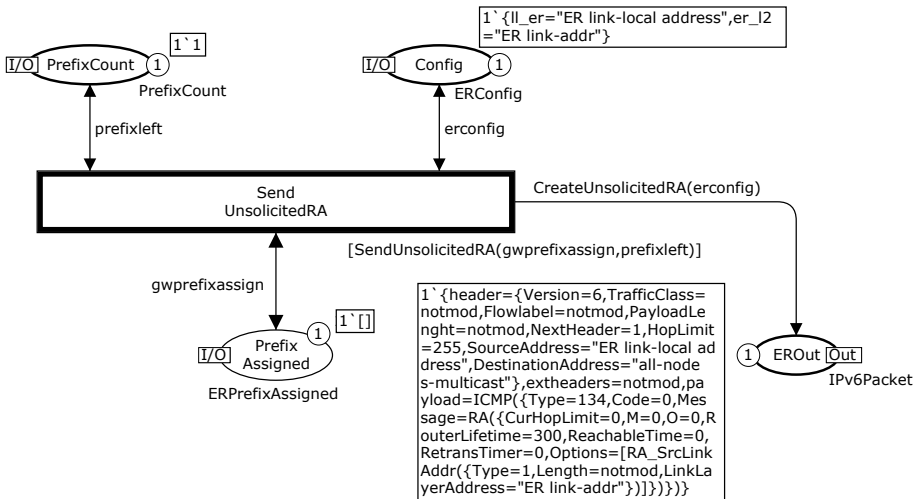 1`{ll_er="ER link-local address",er_l2
="ER link-addr"}
1`1
I/O PrefixCount 1
PrefixCount
I/O Config 1
ERConfig
prefixleft
erconfig
Send
UnsolicitedRA
CreateUnsolicitedRA(erconfig)
[SendUnsolicitedRA(gwprefixassign,prefixleft)]
gwprefixassign
1`[]
1
I/O
Prefix
Assigned
ERPrefixAssigned
1`{header={Version=6,TrafficClass=
notmod,Flowlabel=notmod,PayloadLe
nght=notmod,NextHeader=1,HopLimit
=255,SourceAddress="ER link-local ad
dress",DestinationAddress="all-node
s-multicast"},extheaders=notmod,pa
yload=ICMP({Type=134,Code=0,Mes
sage=RA({CurHopLimit=0,M=0,O=0,R
outerLifetime=300,ReachableTime=0,
RetransTimer=0,Options=[RA_SrcLink
Addr({Type=1,Length=notmod,LinkLa
yerAddress="ER link-addr"})]})})}
1 EROut Out
IPv6Packet